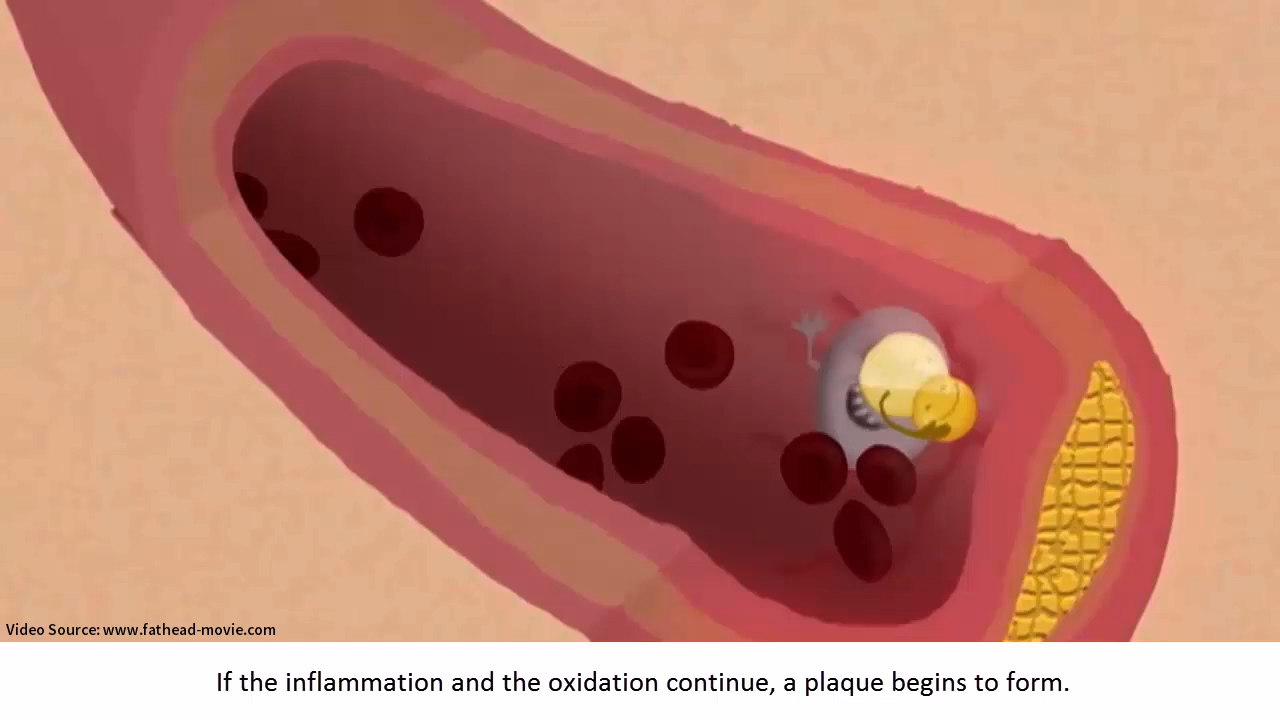 Video Source: www.fathead-movie.com
If the inflammation and the oxidation continue, a plaque begins to form.